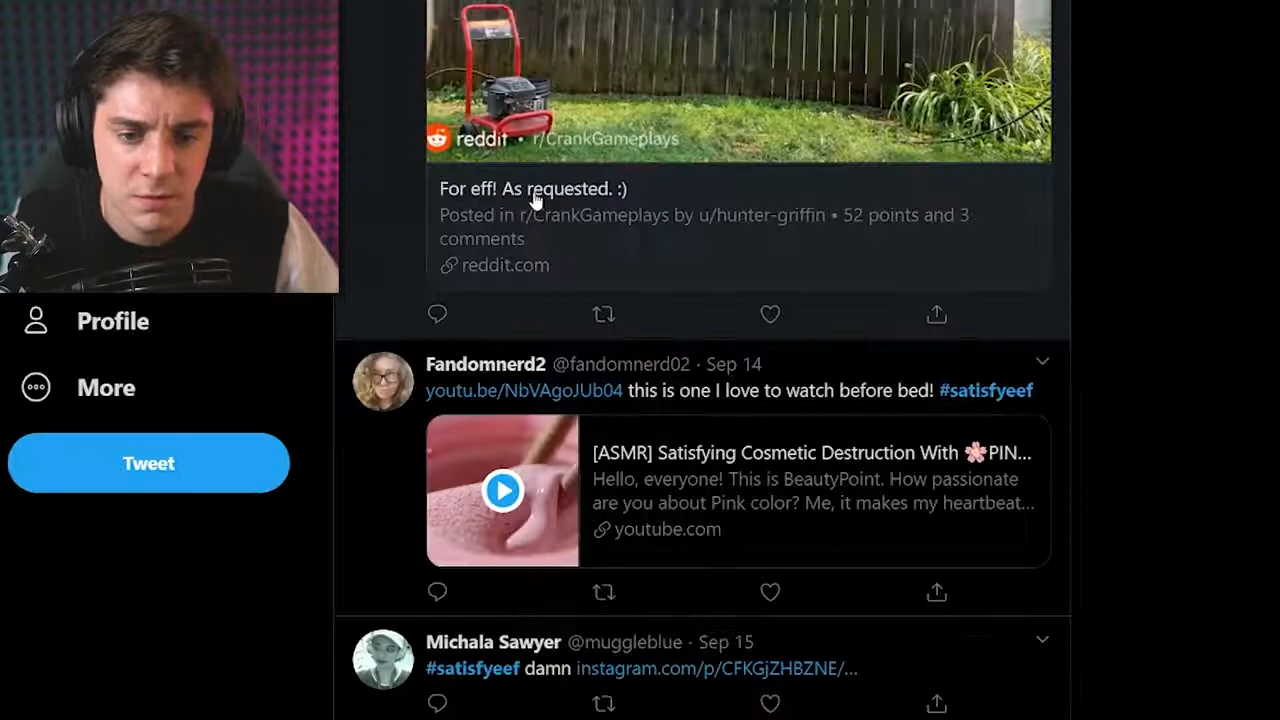 reddit • r/CrankGameplays
For eff! As requested. :)
Posted in r/CrankGameplays by u/hunter-griffin • 52 points and 3
comments
reddit.com
Profile
More
Tweet
Fandomnerd2 @fandomnerd02 · Sep 14
youtu.be/NbVAgoJUb04 this is one I love to watch before bed! #satisfyeef
[ASMR] Satisfying Cosmetic Destruction With 🌸PIN...
Hello, everyone! This is BeautyPoint. How passionate
are you about Pink color? Me, it makes my heartbeat...
youtube.com
Michala Sawyer @muggleblue · Sep 15
#satisfyeef damn instagram.com/p/CFKGjZHBZNE/...